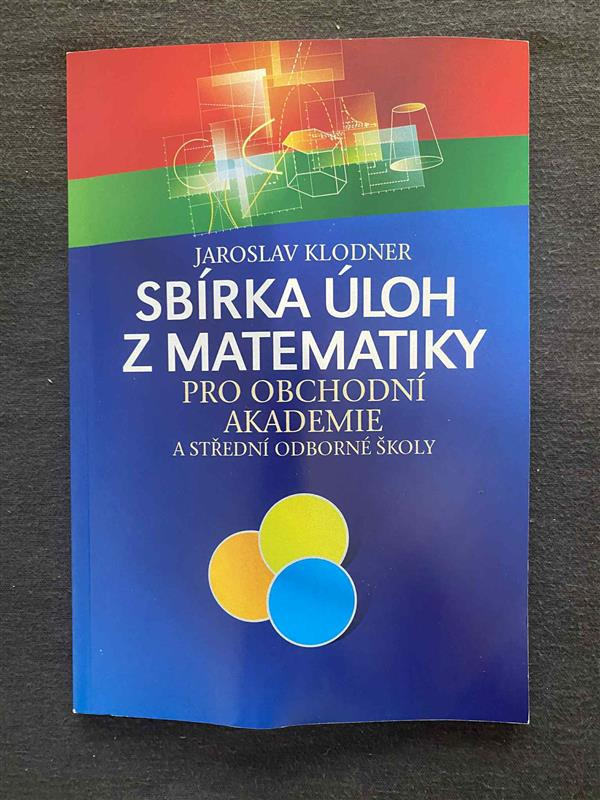 JAROSLAV KLODNER
SBÍRKA ÚLOH
Z MATEMATIKY
PRO OBCHODNÍ
AKADEMIE
A STŘEDNÍ ODBORNÉ ŠKOLY